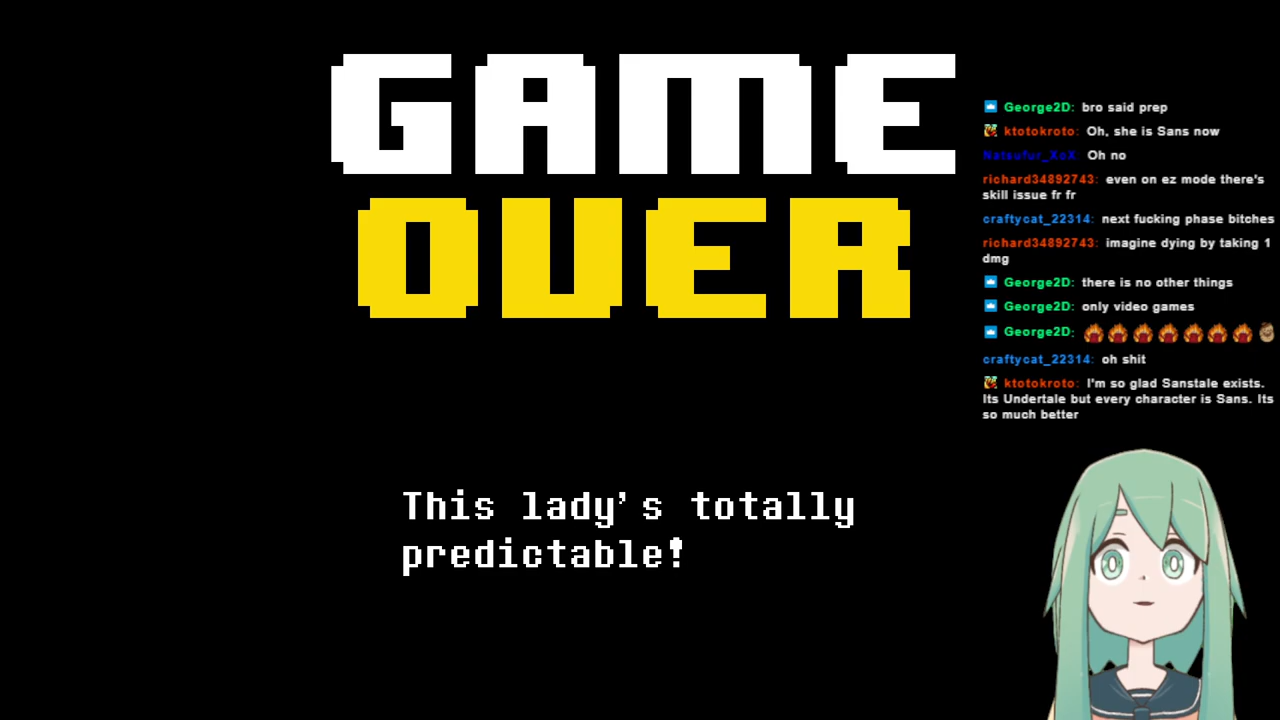 GAME
OVER
This lady's totally
predictable!
George2D: bro said prep
ktotokroto: Oh, she is Sans now
Natsufur_XoX: Oh no
richard34892743: even on ez mode there's
skill issue fr fr
craftycat_22314: next fucking phase bitches
richard34892743: imagine dying by taking 1
dmg
George2D: there is no other things
George2D: only video games
George2D:
craftycat_22314: oh shit
ktotokroto: I'm so glad Sanstale exists.
Its Undertale but every character is Sans. Its
so much better